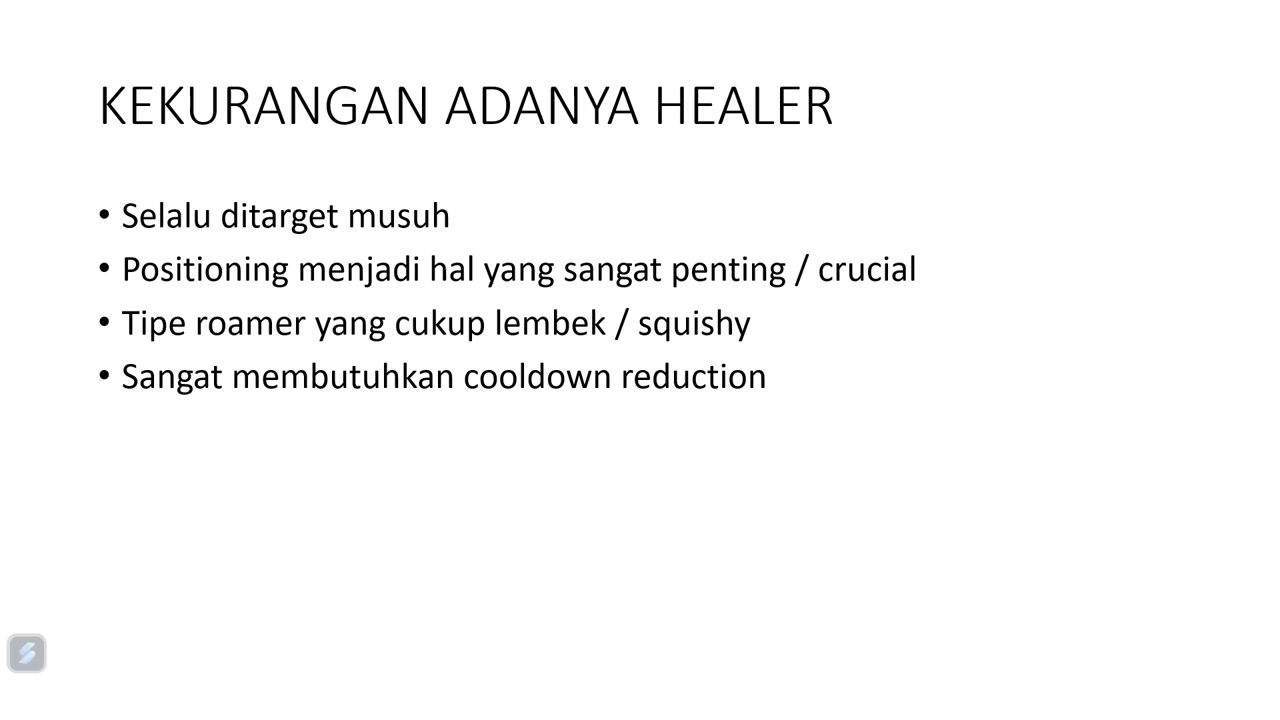 KEKURANGAN ADANYA HEALER
• Selalu ditarget musuh
• Positioning menjadi hal yang sangat penting / crucial
• Tipe roamer yang cukup lembek / squishy
• Sangat membutuhkan cooldown reduction